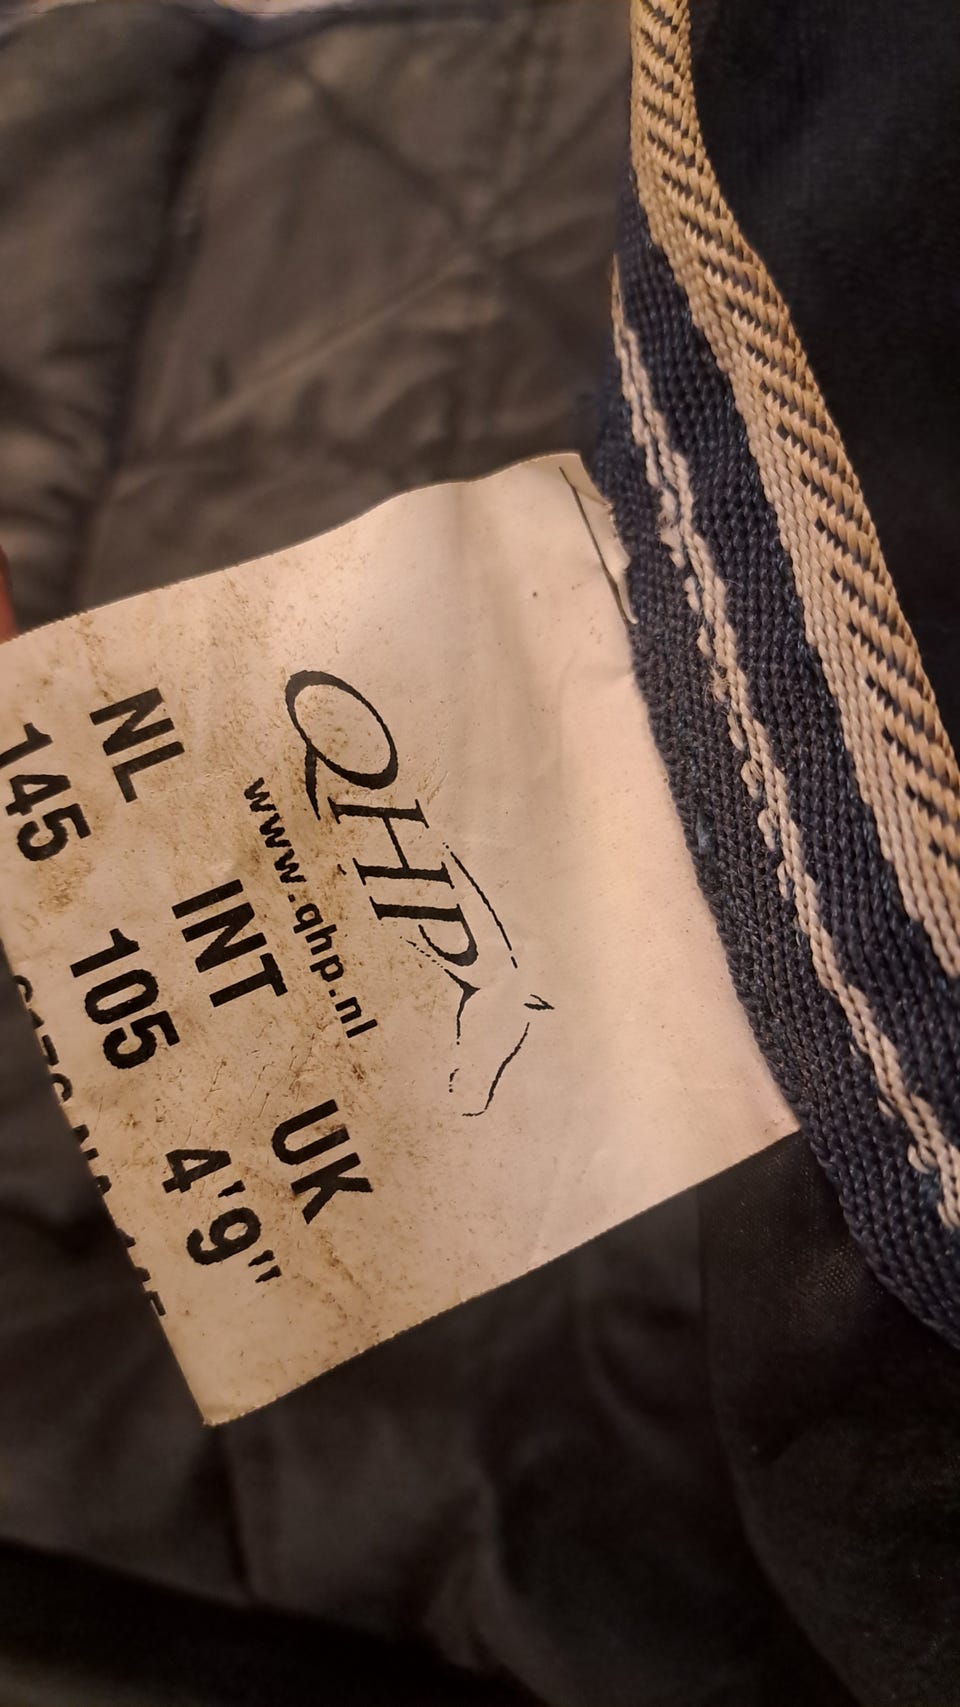 QHP
www.qhp.nl
NL INT UK
145 105 4'9"